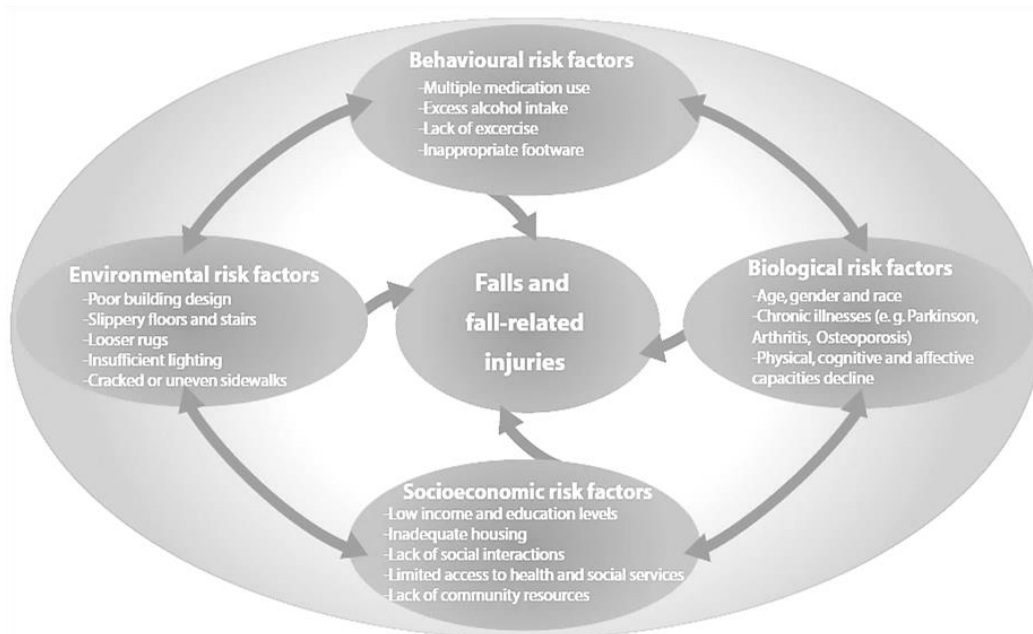 Behavioural risk factors
-Multiple medication use
-Excess alcohol intake
-Lack of excercise
-Inappropriate footware
Environmental risk factors
-Poor building design
-Slippery floors and stairs
-Looser rugs
-Insufficient lighting
-Cracked or uneven sidewalks
Falls and
fall-related
injuries
Biological risk factors
-Age, gender and race
-Chronic illnesses (e. g. Parkinson,
Arthritis, Osteoporosis)
-Physical, cognitive and affective
capacities decline
Socioeconomic risk factors
-Low income and education levels
-Inadequate housing
-Lack of social interactions
-Limited access to health and social services
-Lack of community resources